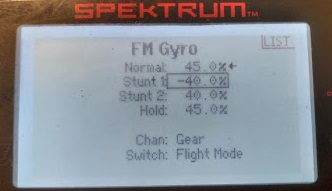 SPEKTRUM™
LIST
FM Gyro
Normal: 45.0%←
Stunt 1: -40.0%
Stunt 2: 40.0%
Hold: 45.0%
Chan: Gear
Switch: Flight Mode